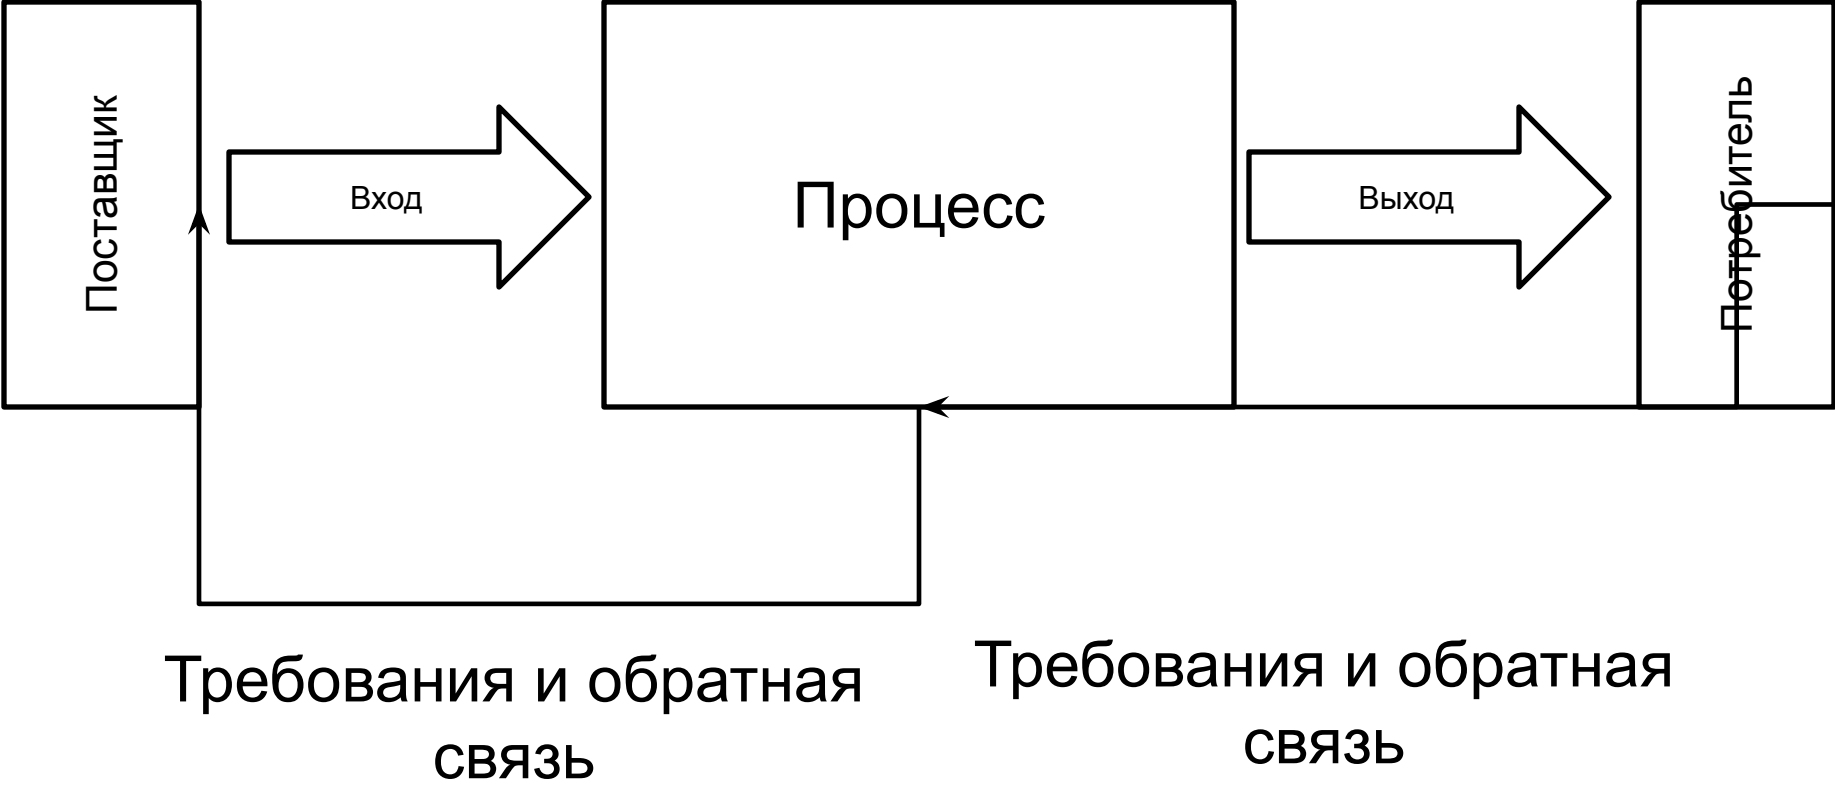 Поставщик
Вход
Процесс
Выход
Потребитель
Требования и обратная
связь
Требования и обратная
связь